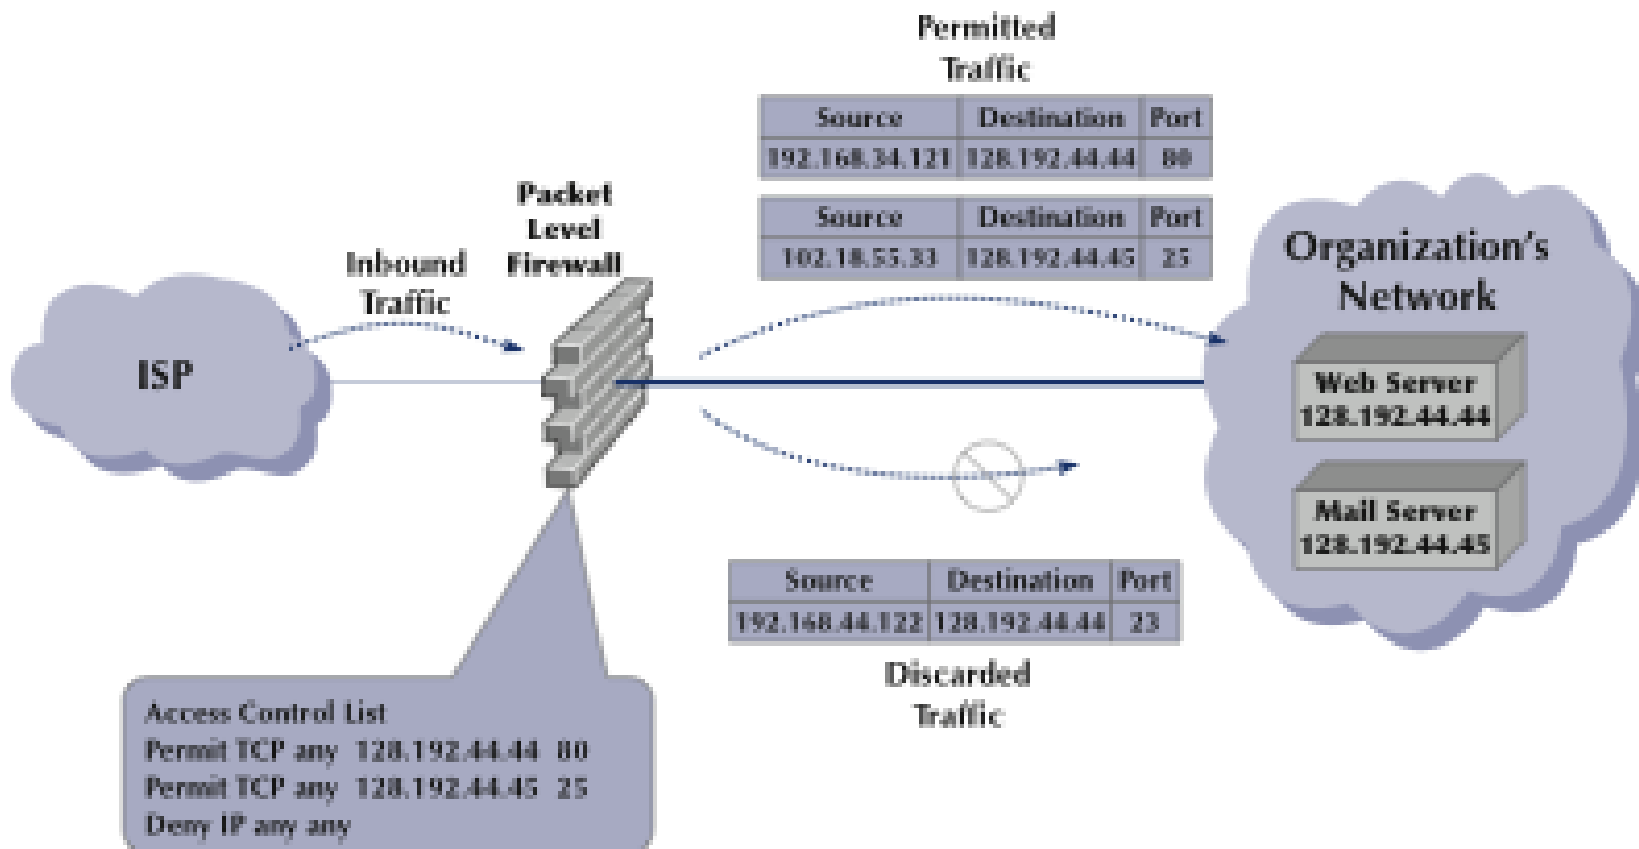 Permitted
Traffic
Source Destination Port
192.168.34.121 128.192.44.44 80
Source Destination Port
102.18.55.33 128.192.44.45 25
Packet
Level
Firewall
Inbound
Traffic
ISP
Organization's
Network
Web Server
128.192.44.44
Mail Server
128.192.44.45
Source Destination Port
192.168.44.122 128.192.44.44 23
Discarded
Traffic
Access Control List
Permit TCP any 128.192.44.44 80
Permit TCP any 128.192.44.45 25
Deny IP any any